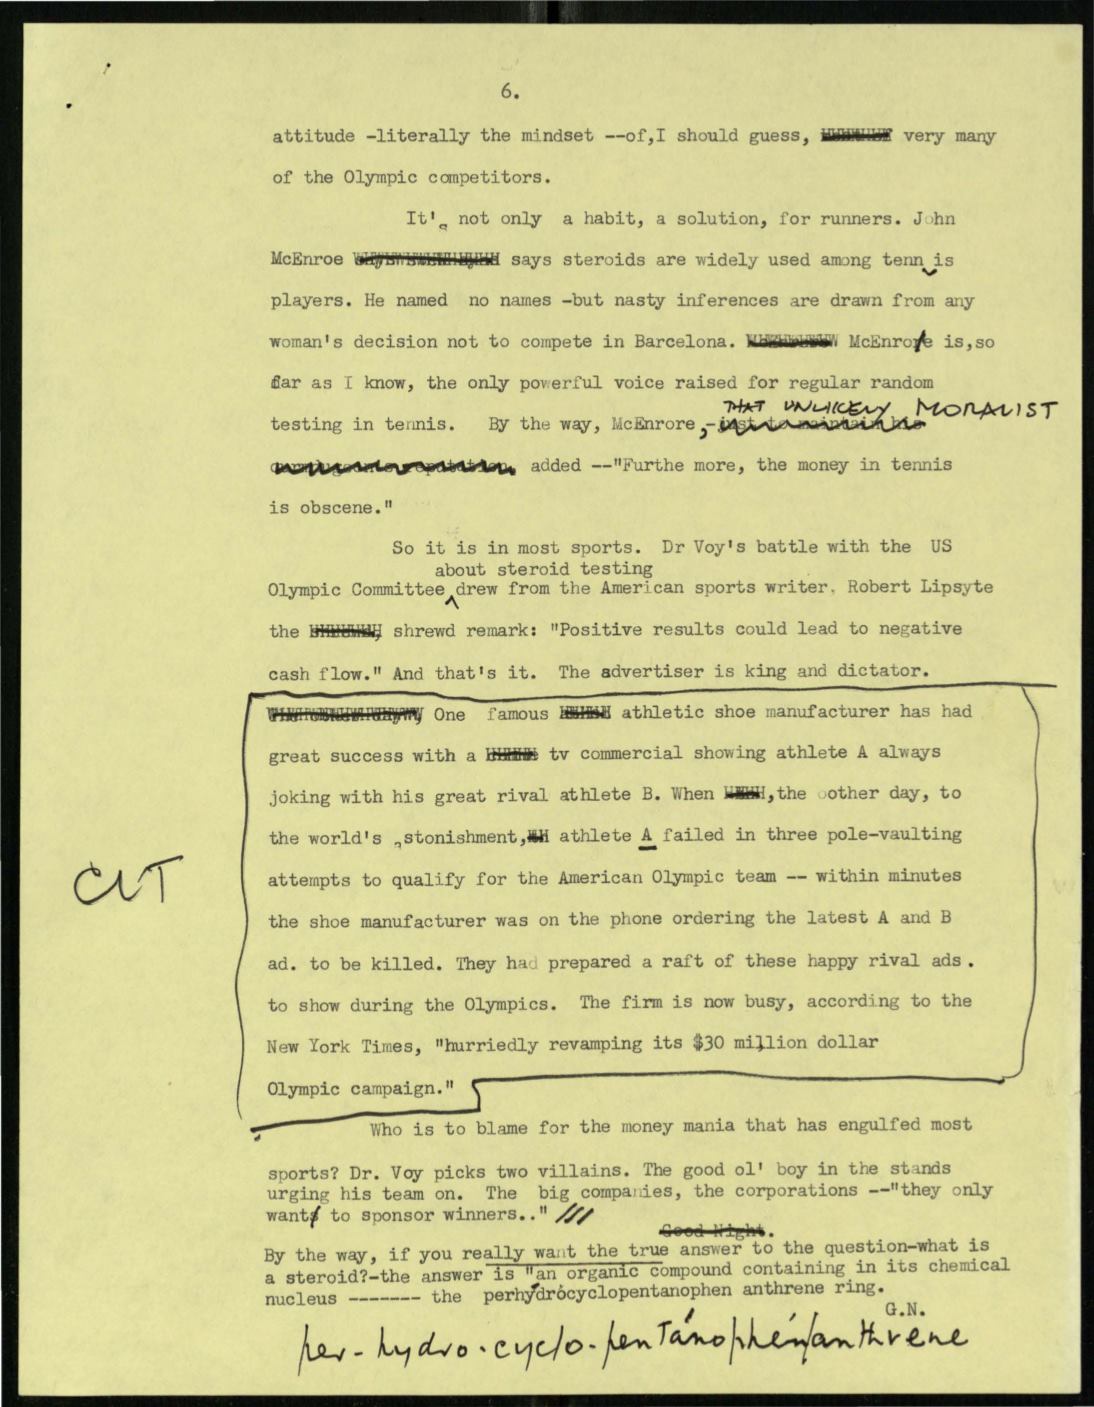 6.
attitude -literally the mindset --of,I should guess, very many
of the Olympic competitors.
It' not only a habit, a solution, for runners. John
McEnroe says steroids are widely used among tennis
players. He named no names -but nasty inferences are drawn from any
woman's decision not to compete in Barcelona. McEnroe is,so
far as I know, the only powerful voice raised for regular random
THAT UNLIKELY MORALIST
testing in tennis. By the way, McEnrore,-just to maintain his
curmudgeon's reputation, added --"Furthe more, the money in tennis
is obscene."
So it is in most sports. Dr Voy's battle with the US
about steroid testing
Olympic Committee drew from the American sports writer. Robert Lipsyte
the shrewd remark: "Positive results could lead to negative
cash flow." And that's it. The advertiser is king and dictator.
One famous athletic shoe manufacturer has had
great success with a tv commercial showing athlete A always
joking with his great rival athlete B. When ,the other day, to
the world's stonishment, athlete A failed in three pole-vaulting
CUT
attempts to qualify for the American Olympic team -- within minutes
the shoe manufacturer was on the phone ordering the latest A and B
ad. to be killed. They had prepared a raft of these happy rival ads .
to show during the Olympics. The firm is now busy, according to the
New York Times, "hurriedly revamping its $30 million dollar
Olympic campaign."
Who is to blame for the money mania that has engulfed most
sports? Dr. Voy picks two villains. The good ol' boy in the stands
urging his team on. The big companies, the corporations --"they only
want to sponsor winners.." ///
Good Night.
By the way, if you really want the true answer to the question-what is
a steroid?-the answer is "an organic compound containing in its chemical
nucleus ------- the perhydrocyclopentanophen anthrene ring.
G.N.
per-hydro-cyclo-pentánophén/anthrene